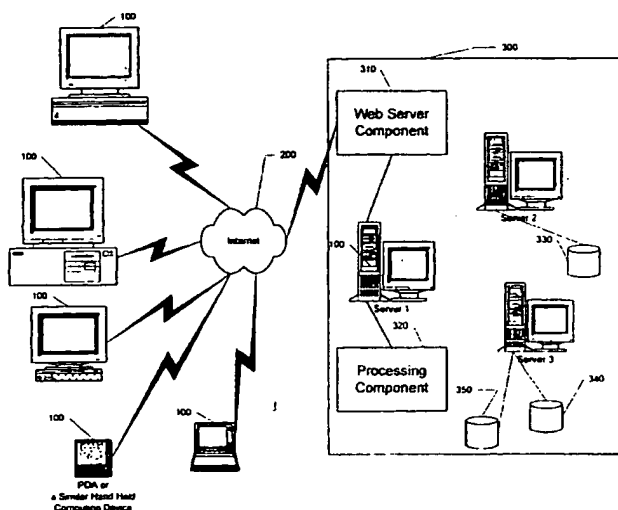 100
300
310
Web Server
Component
100
200
Server 2
330
Internet
100
Server 1
100
320
Server 3
Processing
Component
350
340
100
100
PDA or
a Similar Hand Held
Computing Device